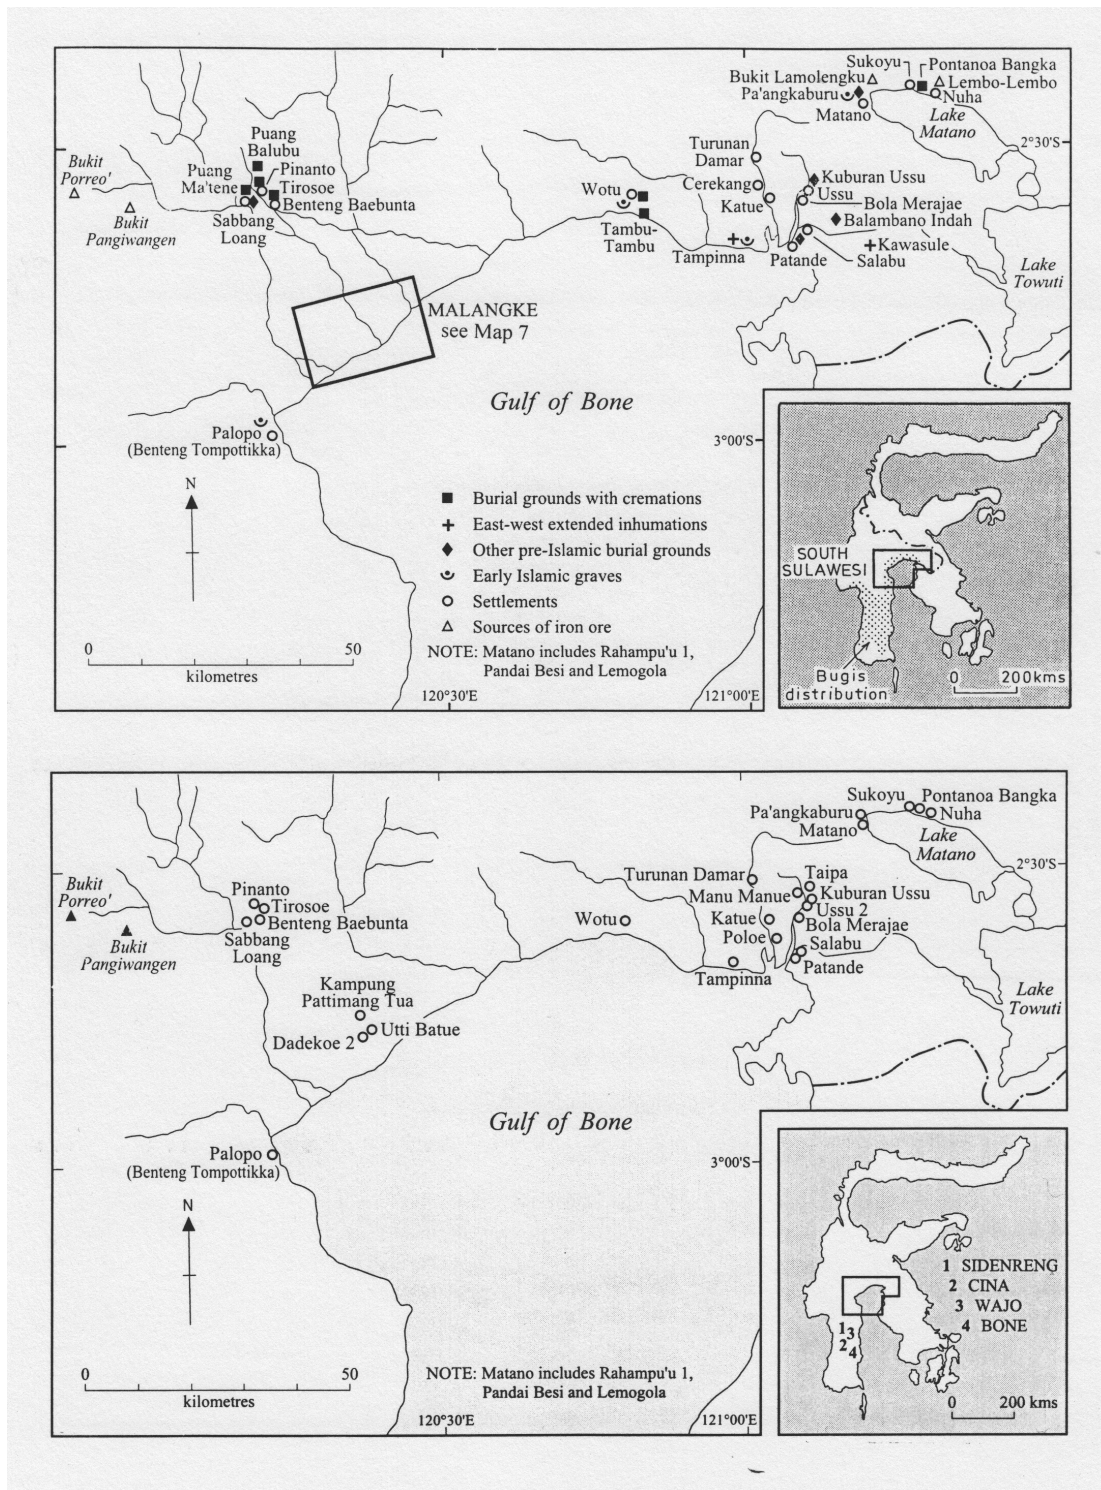 Sukoyu
Pontanoa Bangka
Bukit Lamolengku
Lembo-Lembo
Pa'angkaburu
Nuha
Matano
Lake
Matano
2°30'S
Puang
Balubu
Turunan
Damar
Bukit
Porreo'
Puang
Ma'tene
Pinanto
Tirosoe
Benteng Baebunta
Wotu
Cerekang
Kuburan Ussu
Ussu
Katue
Bola Merajae
Bukit
Pangiwangen
Sabbang
Loang
Tambu-
Tambu
Balambano Indah
Tampinna
Patande
Kawasule
Salabu
Lake
Towuti
MALANGKE
see Map 7
Gulf of Bone
Palopo
(Benteng Tompottikka)
3°00'S
N
Burial grounds with cremations
East-west extended inhumations
Other pre-Islamic burial grounds
Early Islamic graves
Settlements
Sources of iron ore
NOTE: Matano includes Rahampu'u 1,
Pandai Besi and Lemogola
0 50
kilometres
120°30'E
121°00'E
SOUTH
SULAWESI
Bugis
distribution
0 200kms
Sukoyu
Pontanoa Bangka
Pa'angkaburu
Nuha
Matano
Lake
Matano
2°30'S
Turunan Damar
Taipa
Bukit
Porreo'
Pinanto
Tirosoe
Manu Manue
Kuburan Ussu
Ussu 2
Benteng Baebunta
Wotu
Katue
Bola Merajae
Bukit
Pangiwangen
Sabbang
Loang
Poloe
Salabu
Patande
Tampinna
Kampung
Pattimang Tua
Lake
Towuti
Utti Batue
Dadekoe 2
Gulf of Bone
Palopo
(Benteng Tompottikka)
3°00'S
N
0 50
kilometres
NOTE: Matano includes Rahampu'u 1,
Pandai Besi and Lemogola
120°30'E
121°00'E
1 SIDENRENG
2 CINA
3 WAJO
4 BONE
1
3
2
4
0 200 kms